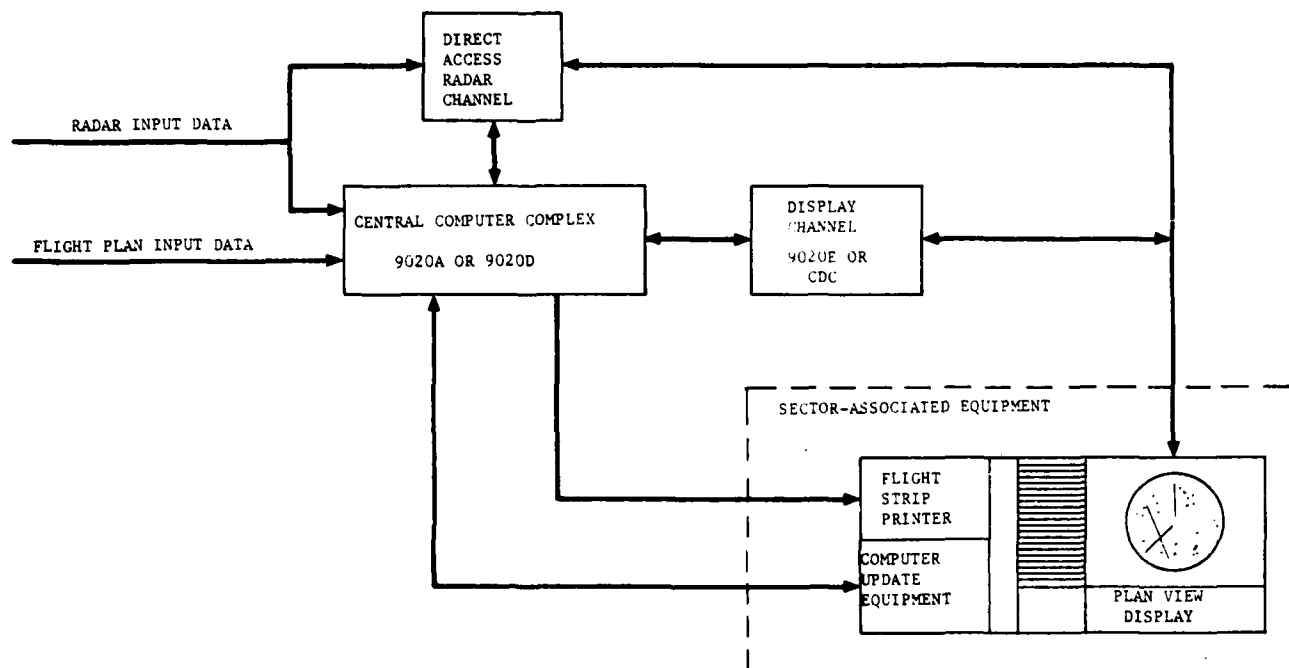 DIRECT
ACCESS
RADAR
CHANNEL
RADAR INPUT DATA
CENTRAL COMPUTER COMPLEX
9020A OR 9020D
FLIGHT PLAN INPUT DATA
DISPLAY
CHANNEL
9020E OR
CDC
SECTOR-ASSOCIATED EQUIPMENT
FLIGHT
STRIP
PRINTER
COMPUTER
UPDATE
EQUIPMENT
PLAN VIEW
DISPLAY